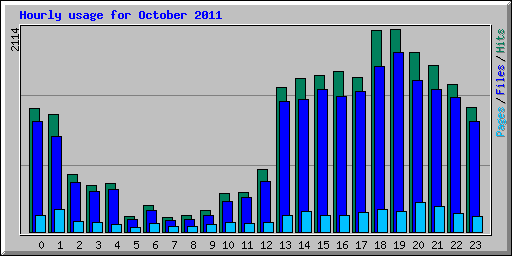 Hourly usage for October 2011
2114
Pages / Files / Hits
0 1 2 3 4 5 6 7 8 9 10 11 12 13 14 15 16 17 18 19 20 21 22 23